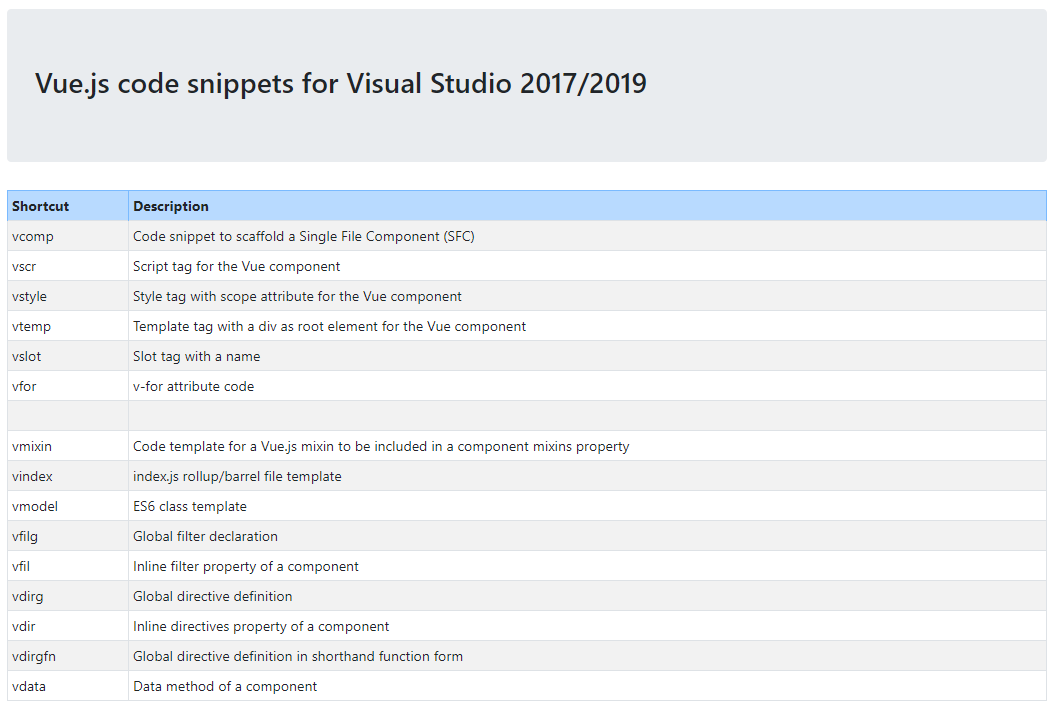 Vue.js code snippets for Visual Studio 2017/2019
Shortcut Description
vcomp Code snippet to scaffold a Single File Component (SFC)
vscr Script tag for the Vue component
vstyle Style tag with scope attribute for the Vue component
vtemp Template tag with a div as root element for the Vue component
vslot Slot tag with a name
vfor v-for attribute code
vmixin Code template for a Vue.js mixin to be included in a component mixins property
vindex index.js rollup/barrel file template
vmodel ES6 class template
vfilg Global filter declaration
vfil Inline filter property of a component
vdirg Global directive definition
vdir Inline directives property of a component
vdirgfn Global directive definition in shorthand function form
vdata Data method of a component